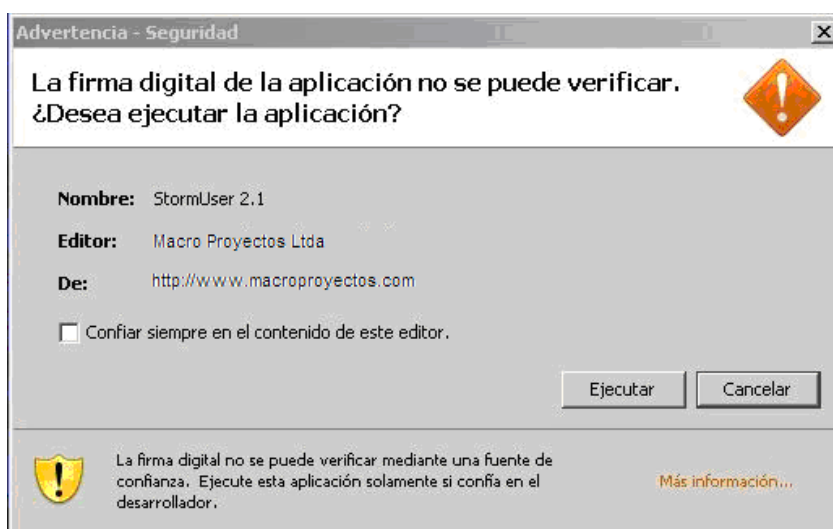 Advertencia - Seguridad
La firma digital de la aplicación no se puede verificar.
¿Desea ejecutar la aplicación?
Nombre: StormUser 2.1
Editor: Macro Proyectos Ltda
De: http://www.macroproyectos.com
Confiar siempre en el contenido de este editor.
Ejecutar Cancelar
La firma digital no se puede verificar mediante una fuente de
confianza. Ejecute esta aplicación solamente si confía en el
desarrollador.
Más información...